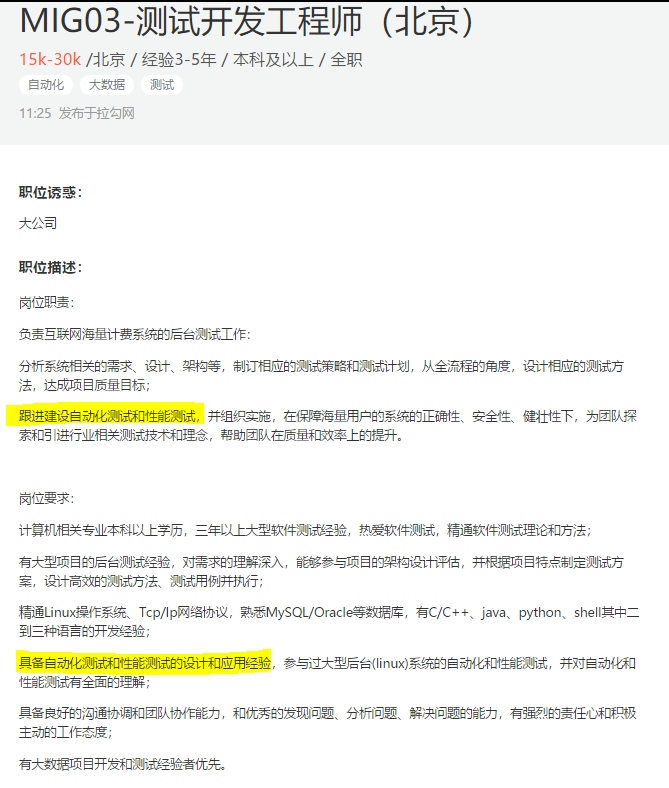 MIG03-测试开发工程师（北京）
15k-30k /北京 / 经验3-5年 / 本科及以上 / 全职
自动化 大数据 测试
11:25 发布于拉勾网
职位诱惑：
大公司
职位描述：
岗位职责：
负责互联网海量计费系统的后台测试工作：
分析系统相关的需求、设计、架构等，制订相应的测试策略和测试计划，从全流程的角度，设计相应的测试方
法，达成项目质量目标；
跟进建设自动化测试和性能测试，并组织实施，在保障海量用户的系统的正确性、安全性、健壮性下，为团队探
索和引进行业相关测试技术和理念，帮助团队在质量和效率上的提升。
岗位要求：
计算机相关专业本科以上学历，三年以上大型软件测试经验，热爱软件测试，精通软件测试理论和方法；
有大型项目的后台测试经验，对需求的理解深入，能够参与项目的架构设计评估，并根据项目特点制定测试方
案，设计高效的测试方法、测试用例并执行；
精通Linux操作系统、Tcp/Ip网络协议，熟悉MySQL/Oracle等数据库，有C/C++、java、python、shell其中二
到三种语言的开发经验；
具备自动化测试和性能测试的设计和应用经验，参与过大型后台(linux)系统的自动化和性能测试，并对自动化和
性能测试有全面的理解；
具备良好的沟通协调和团队协作能力，和优秀的发现问题、分析问题、解决问题的能力，有强烈的责任心和积极
主动的工作态度；
有大数据项目开发和测试经验者优先。